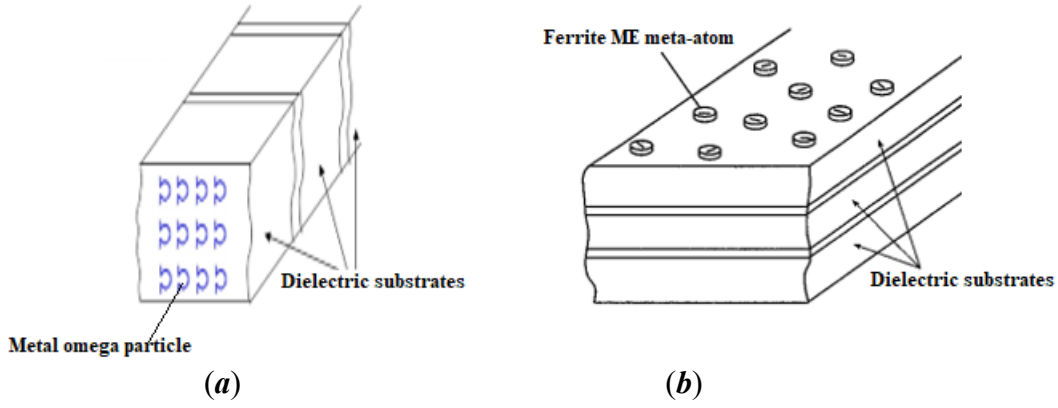 Ferrite ME meta-atom
Dielectric substrates
Dielectric substrates
Metal omega particle
(a)
(b)